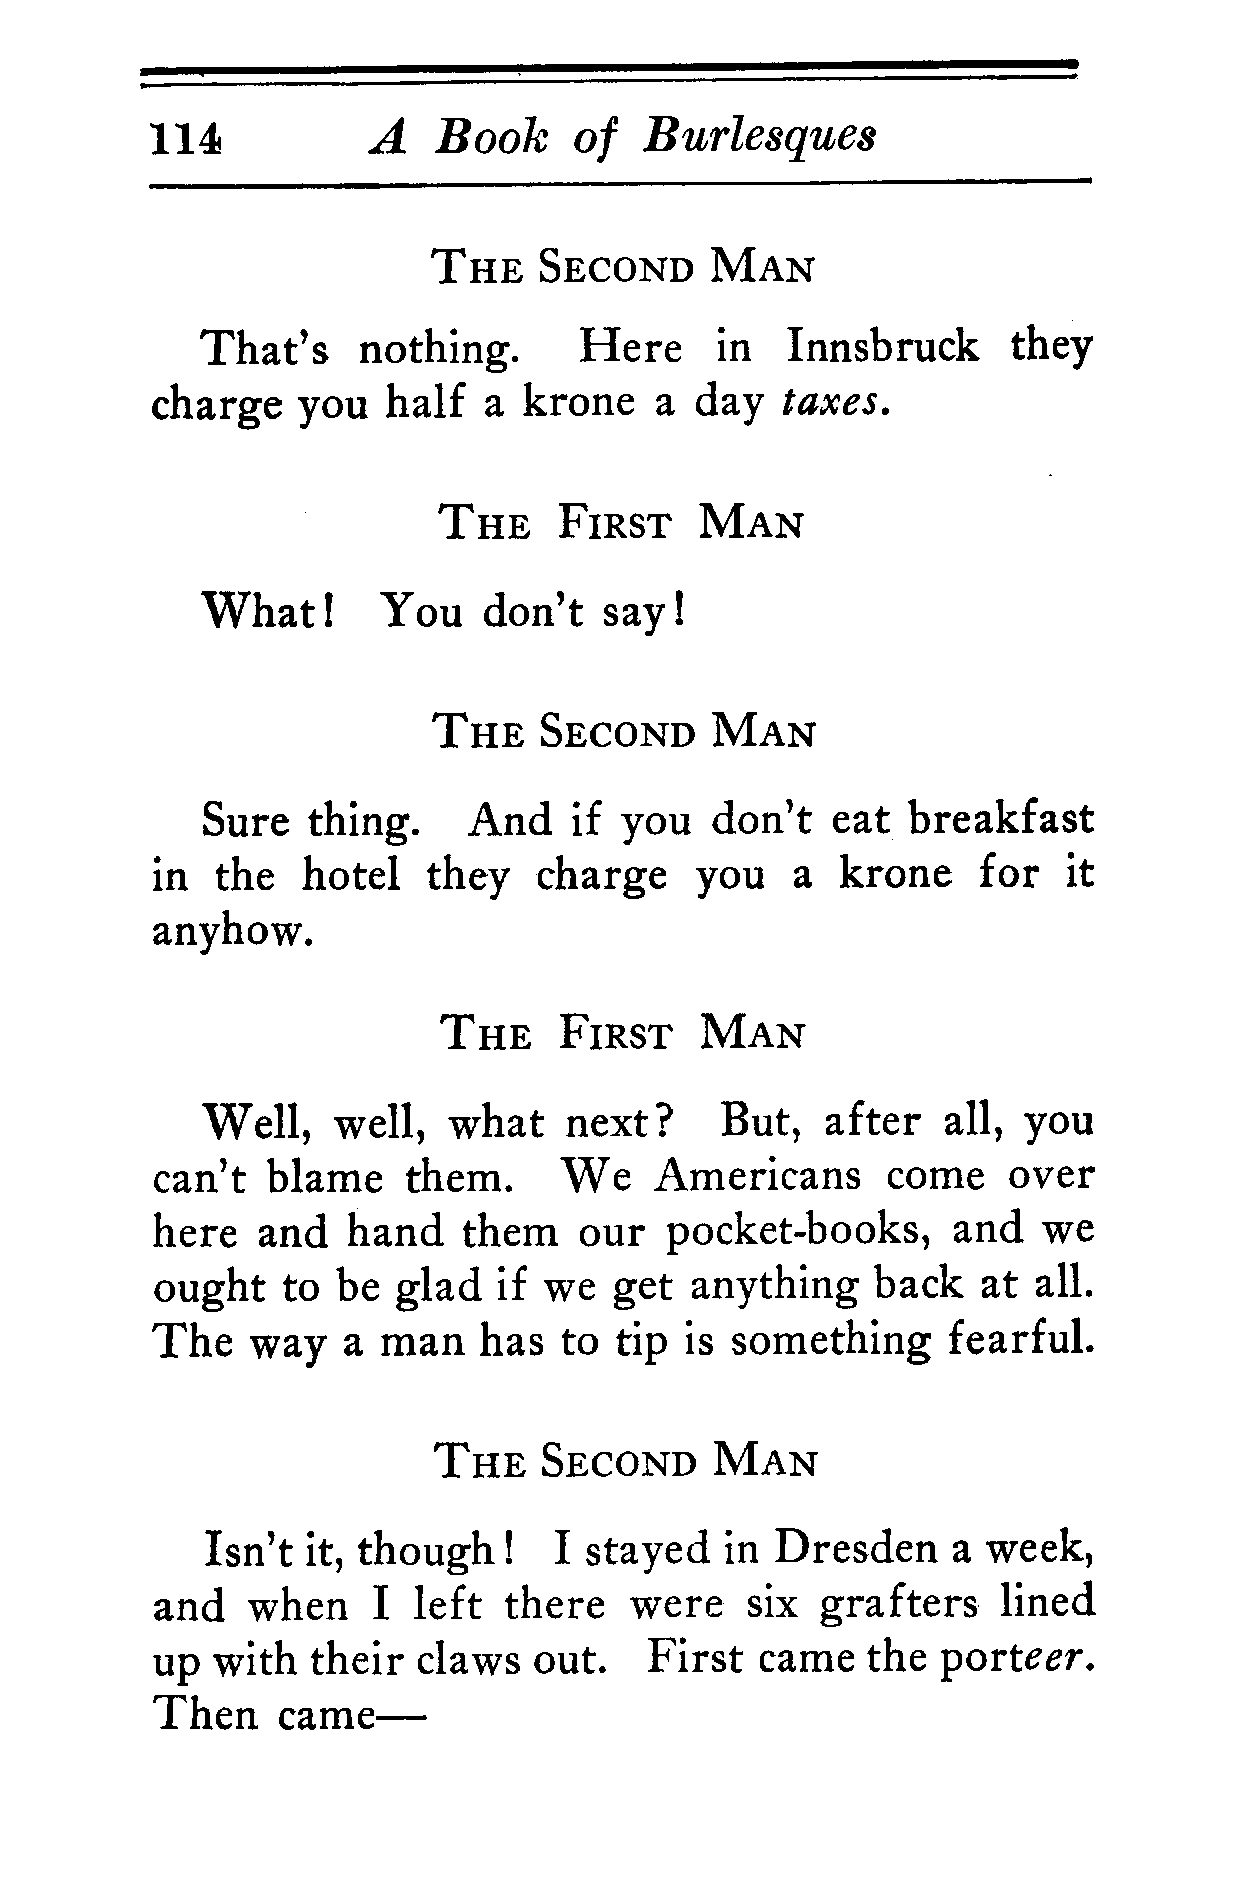 114 A Book of Burlesques
THE SECOND MAN
That's nothing. Here in Innsbruck they
charge you half a krone a day taxes.
THE FIRST MAN
What! You don't say!
THE SECOND MAN
Sure thing. And if you don't eat breakfast
in the hotel they charge you a krone for it
anyhow.
THE FIRST MAN
Well, well, what next? But, after all, you
can't blame them. We Americans come over
here and hand them our pocket-books, and we
ought to be glad if we get anything back at all.
The way a man has to tip is something fearful.
THE SECOND MAN
Isn't it, though! I stayed in Dresden a week,
and when I left there were six grafters lined
up with their claws out. First came the porteer.
Then came—